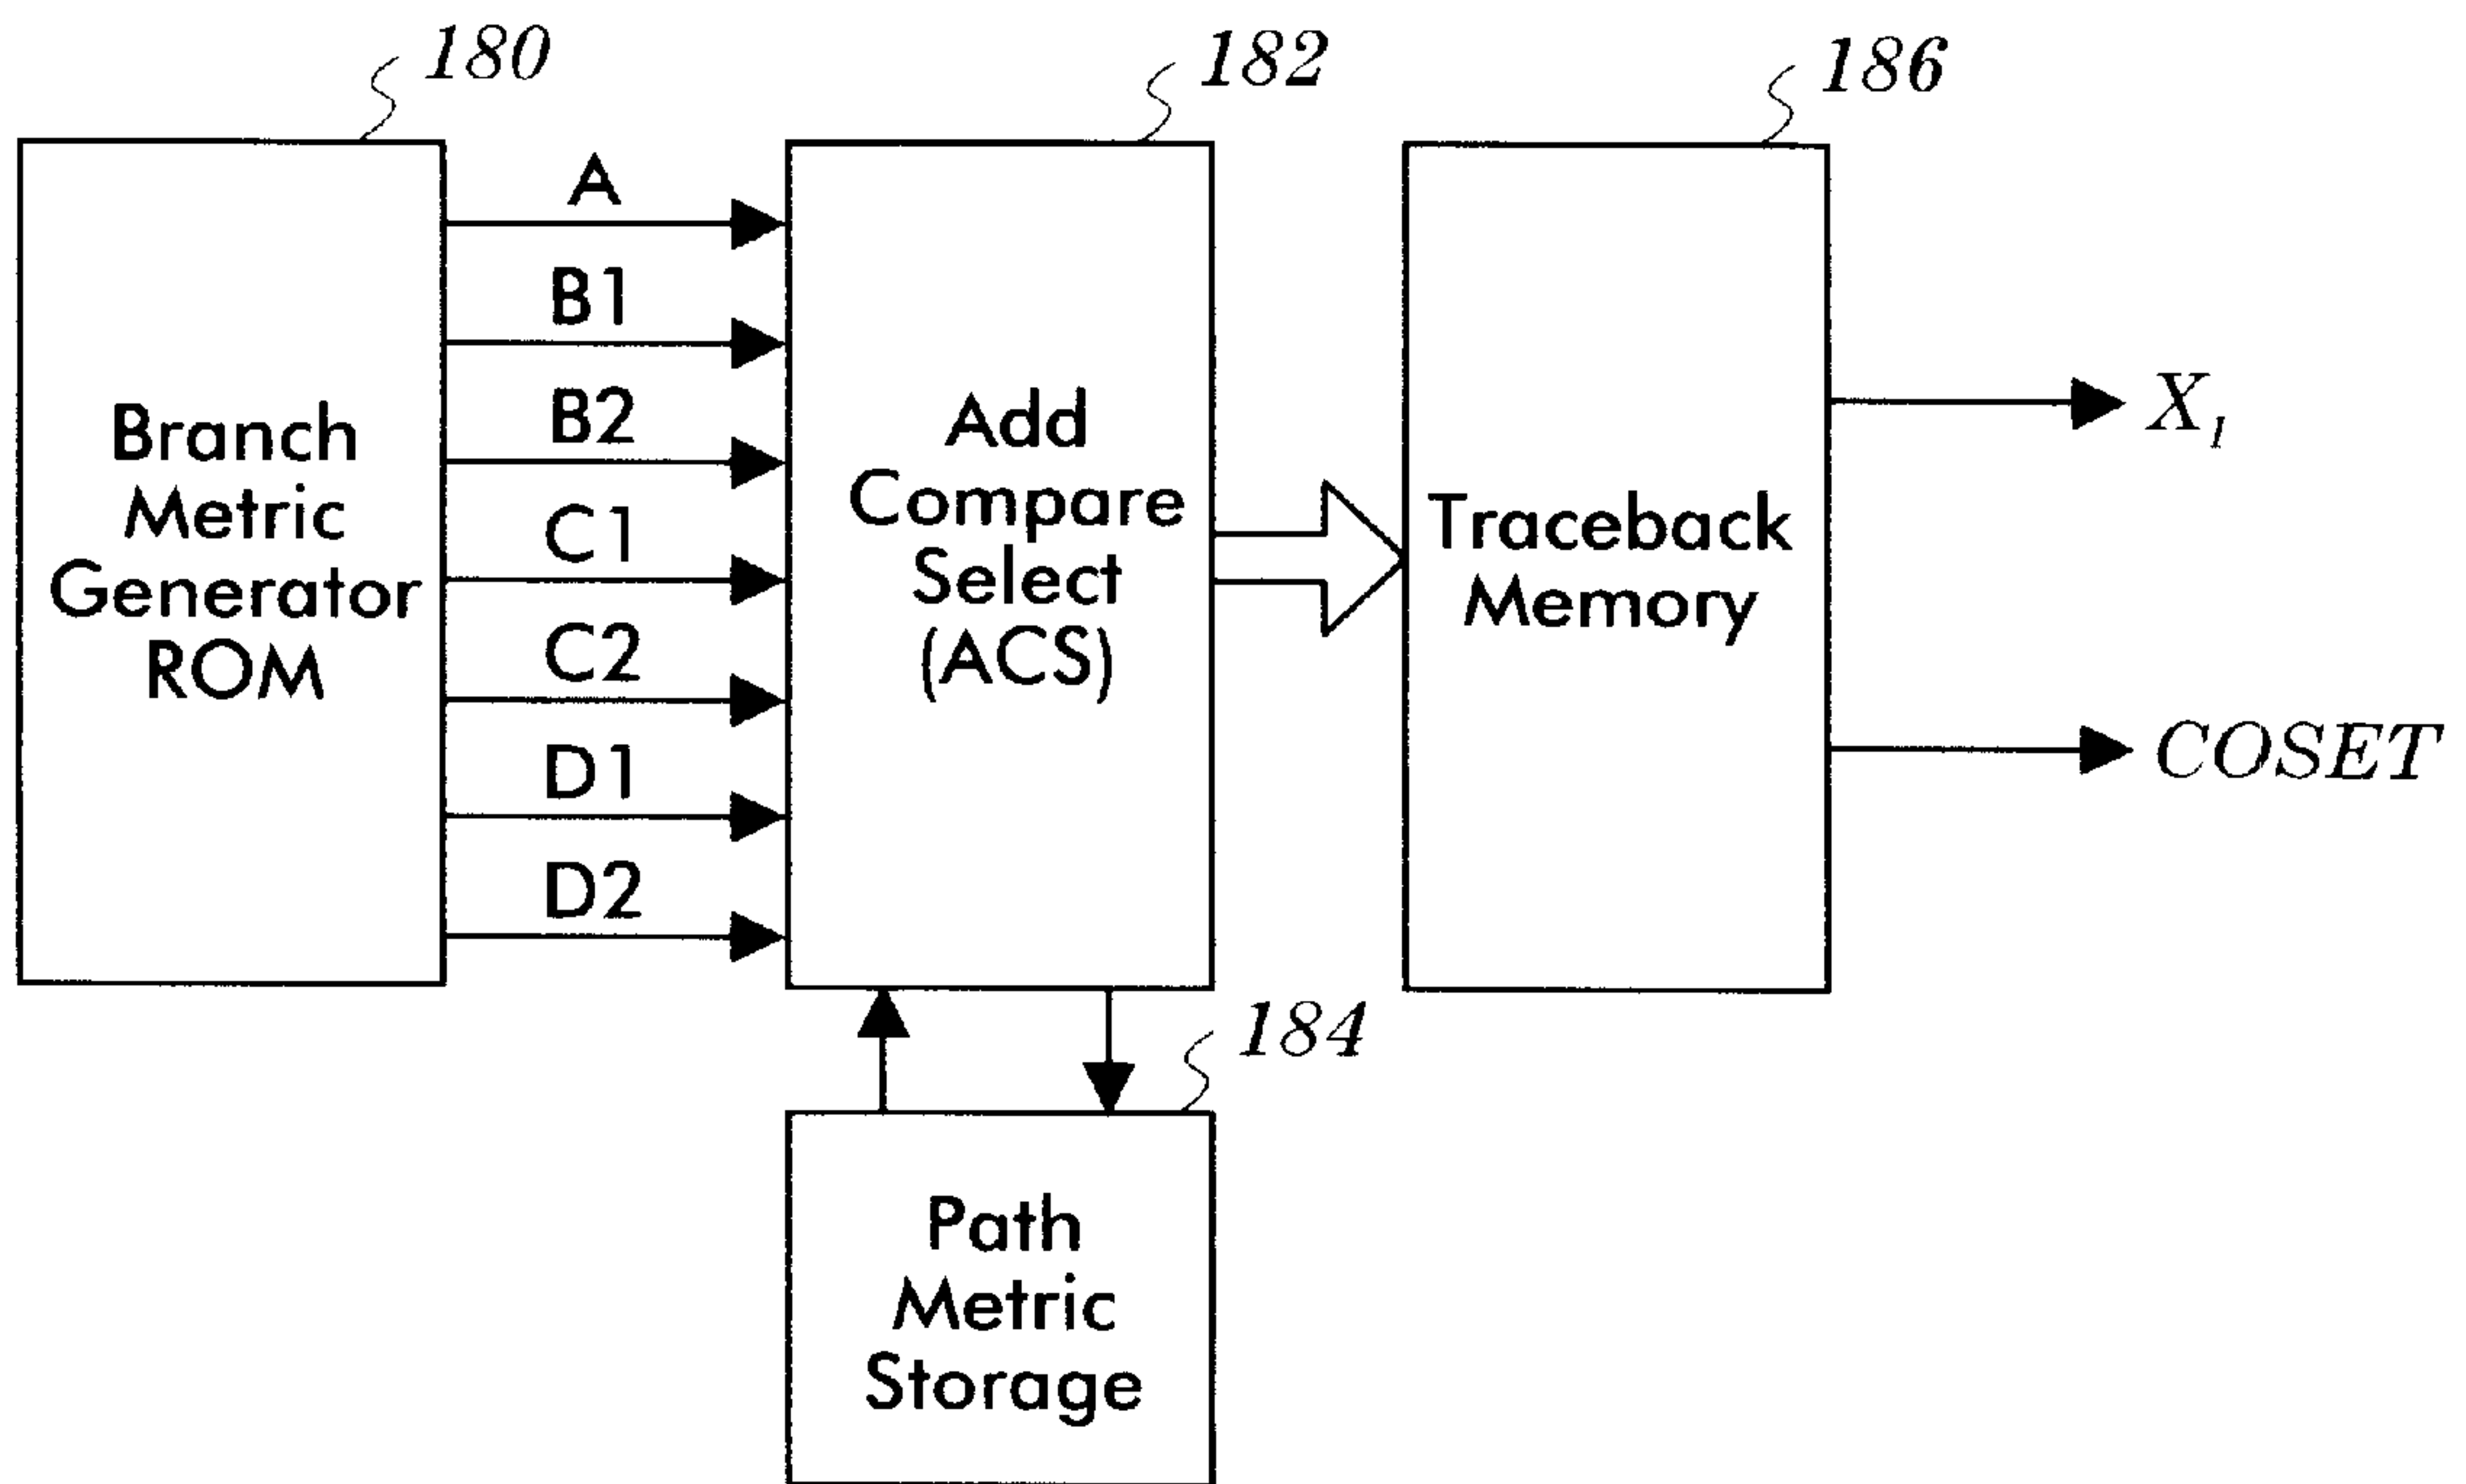 180
182
186
A
B1
B2
C1
C2
D1
D2
Branch
Metric
Generator
ROM
Add
Compare
Select
(ACS)
Traceback
Memory
X₁
COSET
184
Path
Metric
Storage